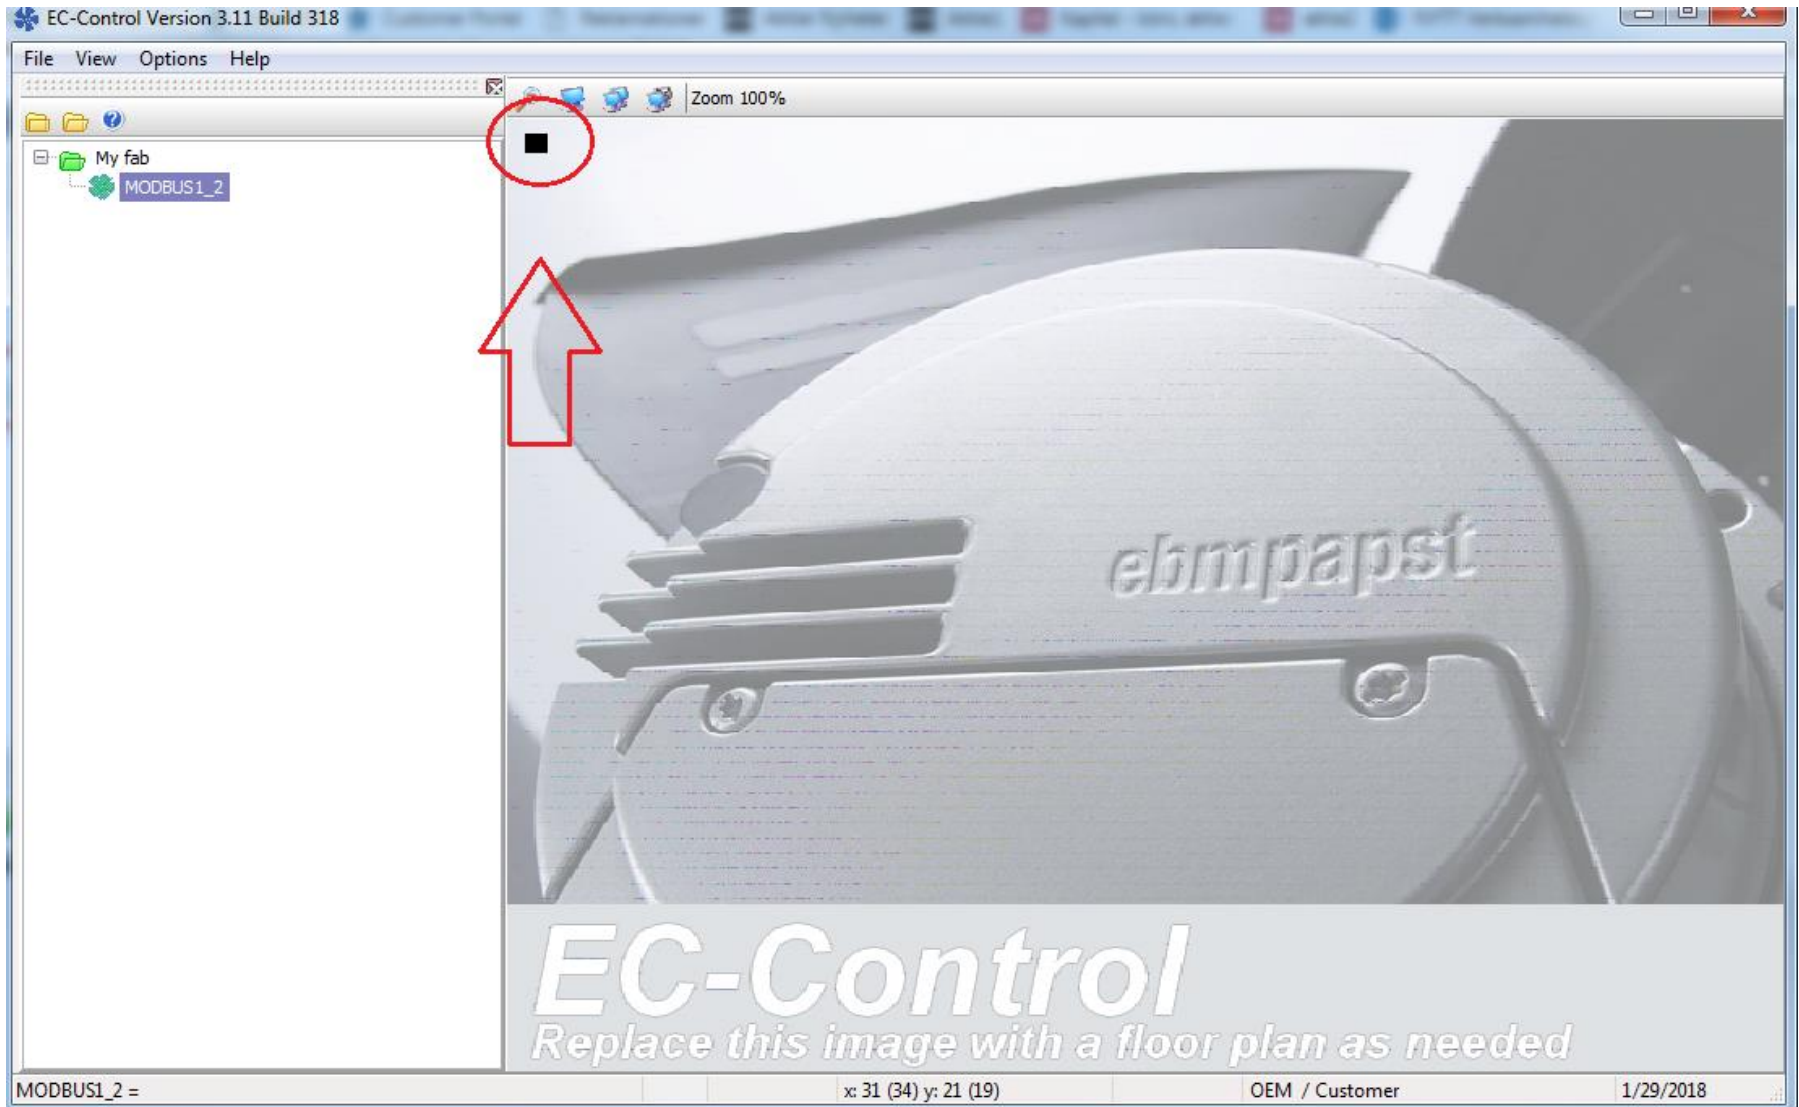 EC-Control Version 3.11 Build 318
File View Options Help
Zoom 100%
My fab
MODBUS1_2
ebmpapst
EC-Control
Replace this image with a floor plan as needed
MODBUS1_2 =
x: 31 (34) y: 21 (19)
OEM / Customer
1/29/2018